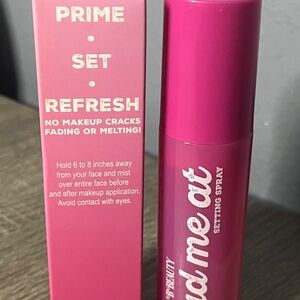 PRIME
•
SET
•
REFRESH
NO MAKEUP CRACKS
FADING OR MELTING!
Hold 6 to 8 inches away
from your face and mist
over entire face before
and after makeup application.
Avoid contact with eyes.
BEAUTY
me at
SETTING SPRAY